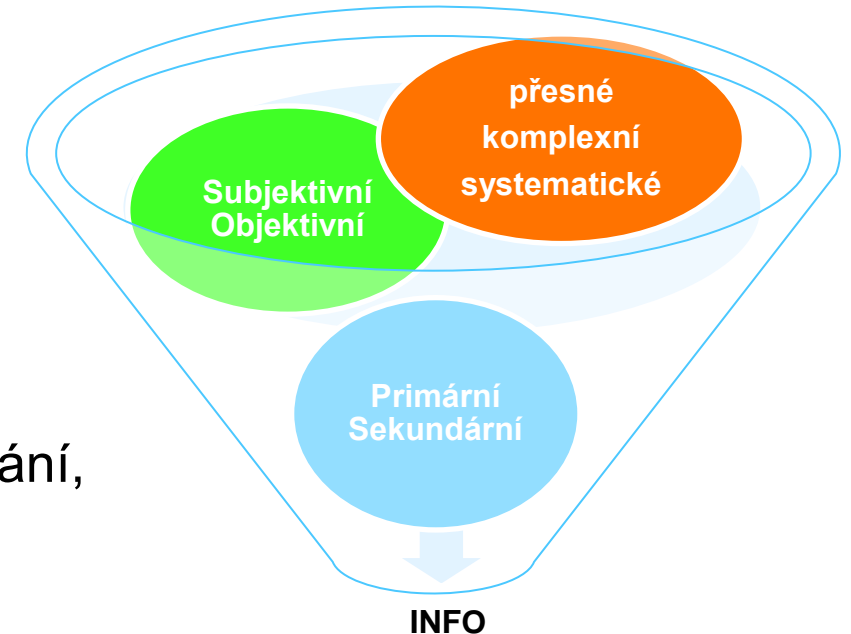 přesné
komplexní
systematické
Subjektivní
Objektivní
Primární
Sekundární
ání,
INFO